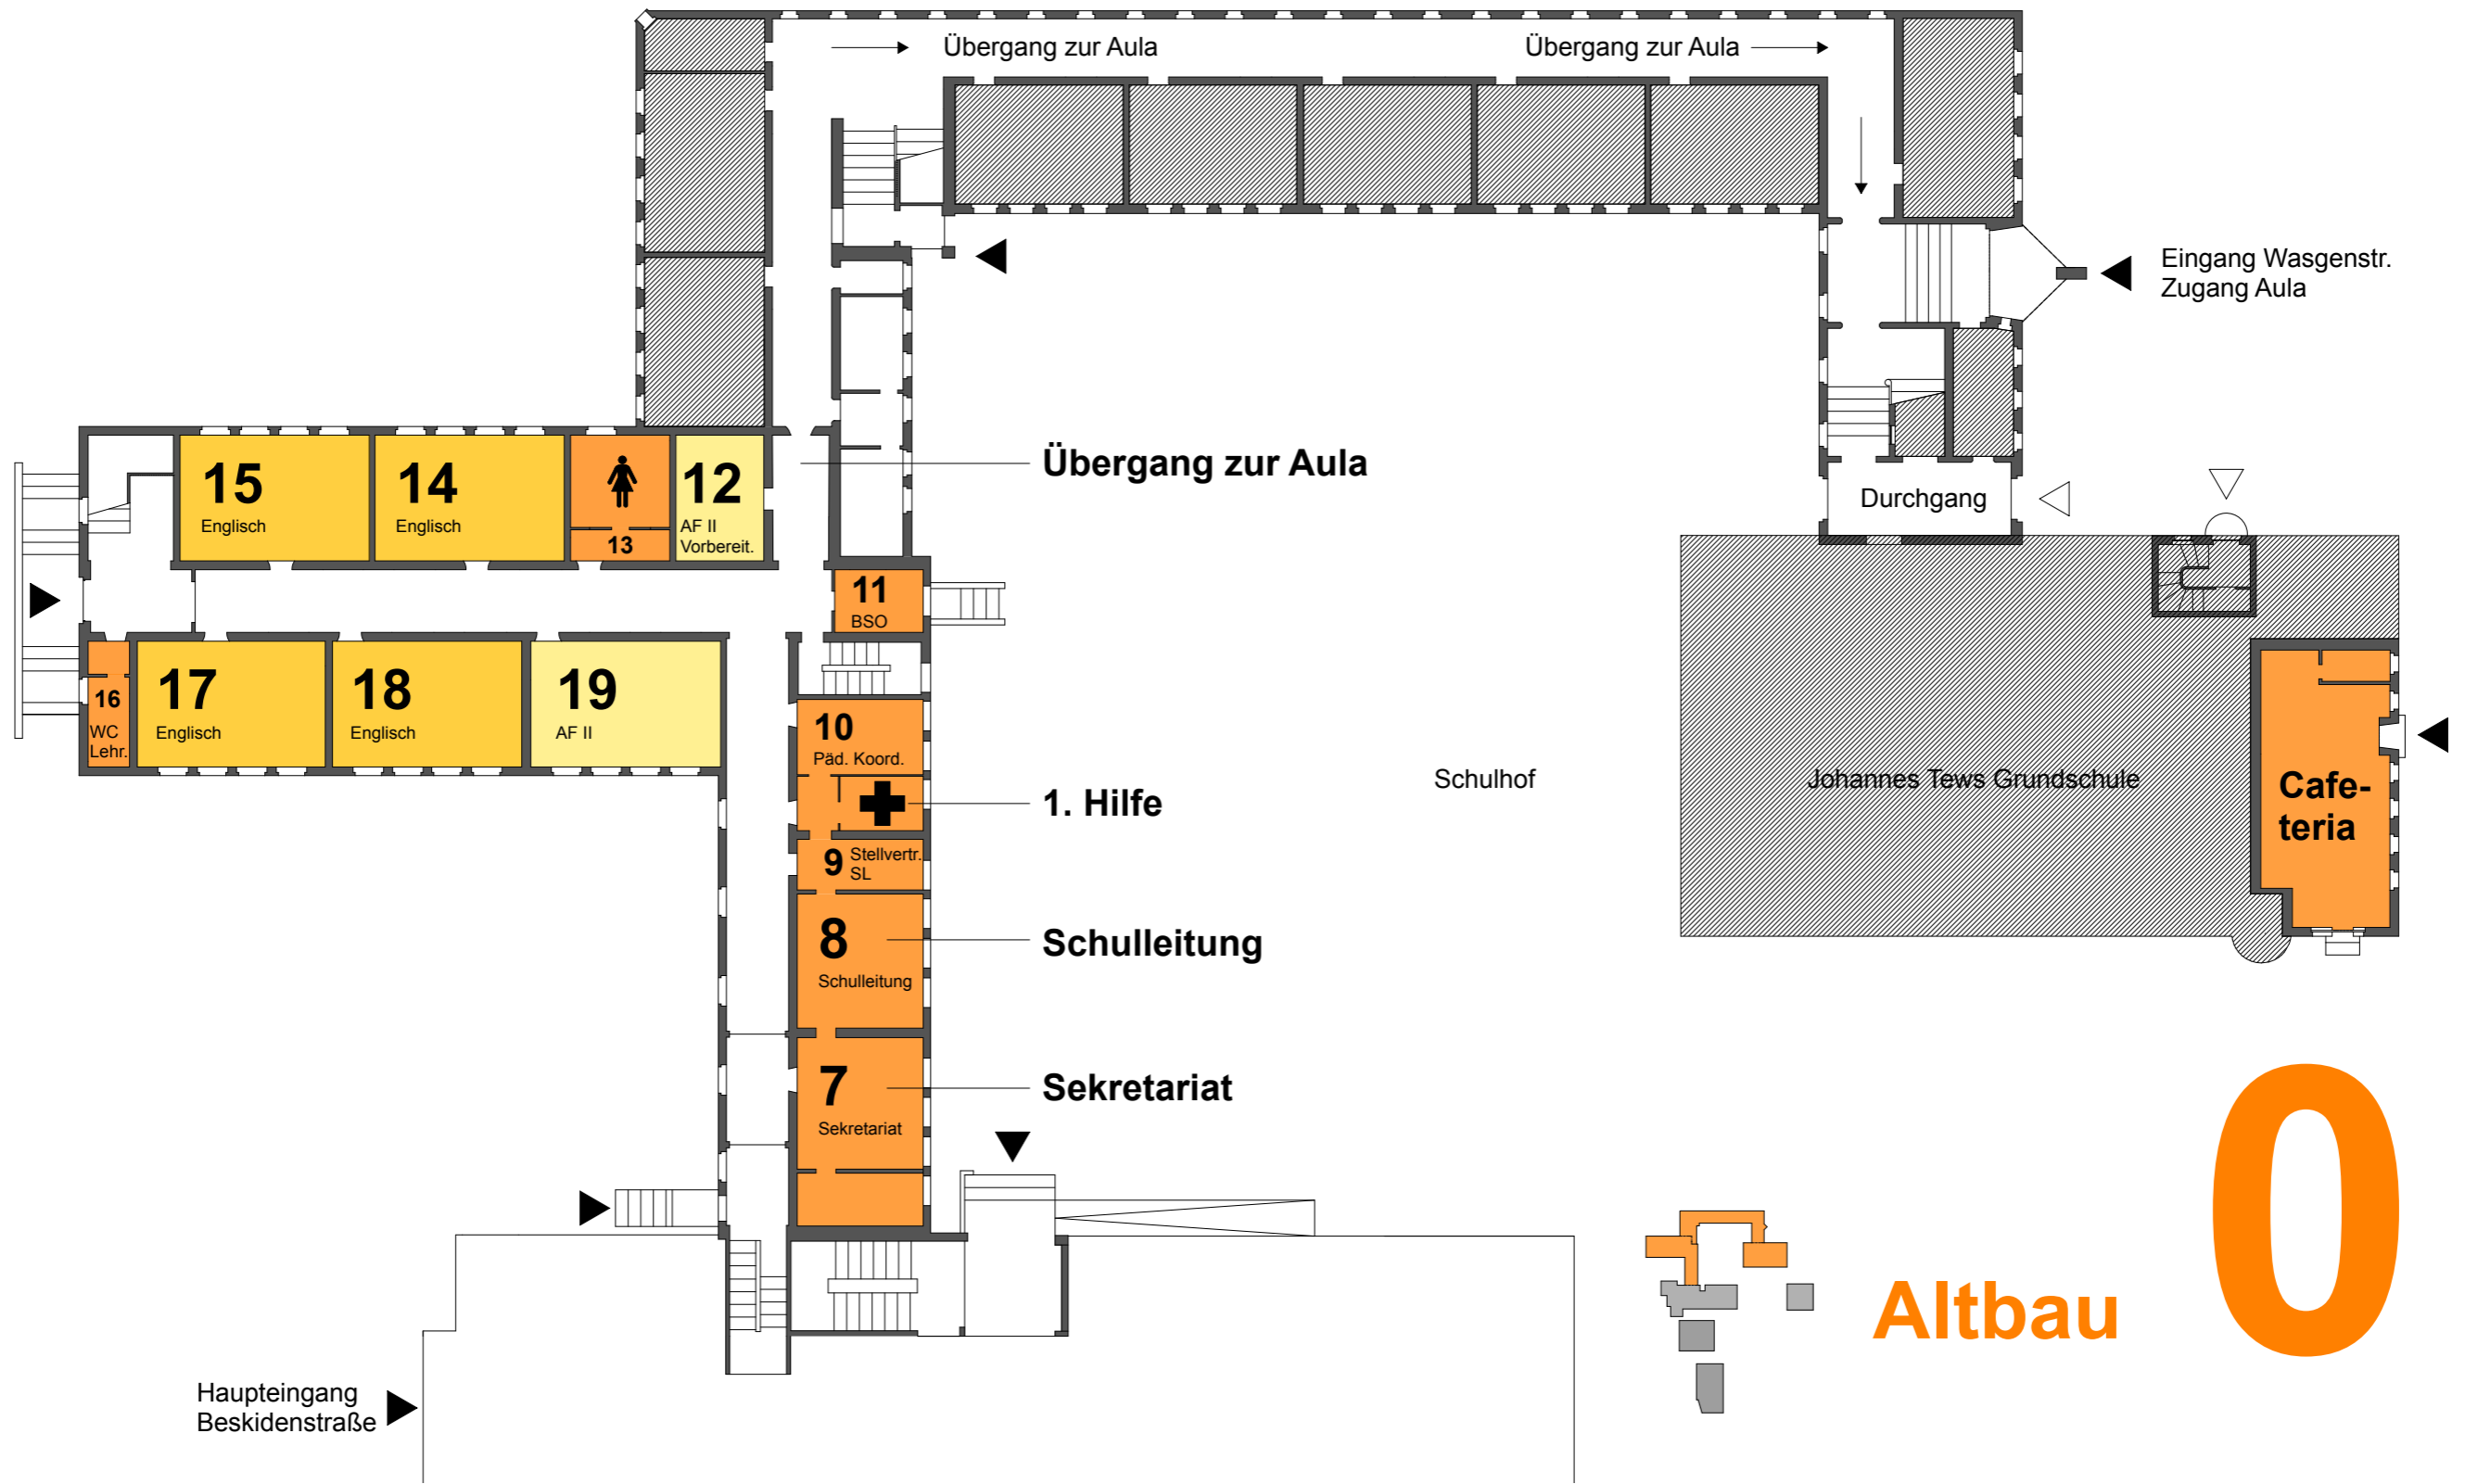 Übergang zur Aula
Übergang zur Aula
Eingang Wasgenstr.
Zugang Aula
15
Englisch
14
Englisch
13
12
AF II
Vorbereit.
Übergang zur Aula
Durchgang
11
BSO
16
WC
Lehr.
17
Englisch
18
Englisch
19
AF II
10
Päd. Koord.
1. Hilfe
Schulhof
Johannes Tews Grundschule
Cafe-
teria
9
Stellvertr.
SL
8
Schulleitung
Schulleitung
7
Sekretariat
Sekretariat
Altbau
0
Haupteingang
Beskidenstraße